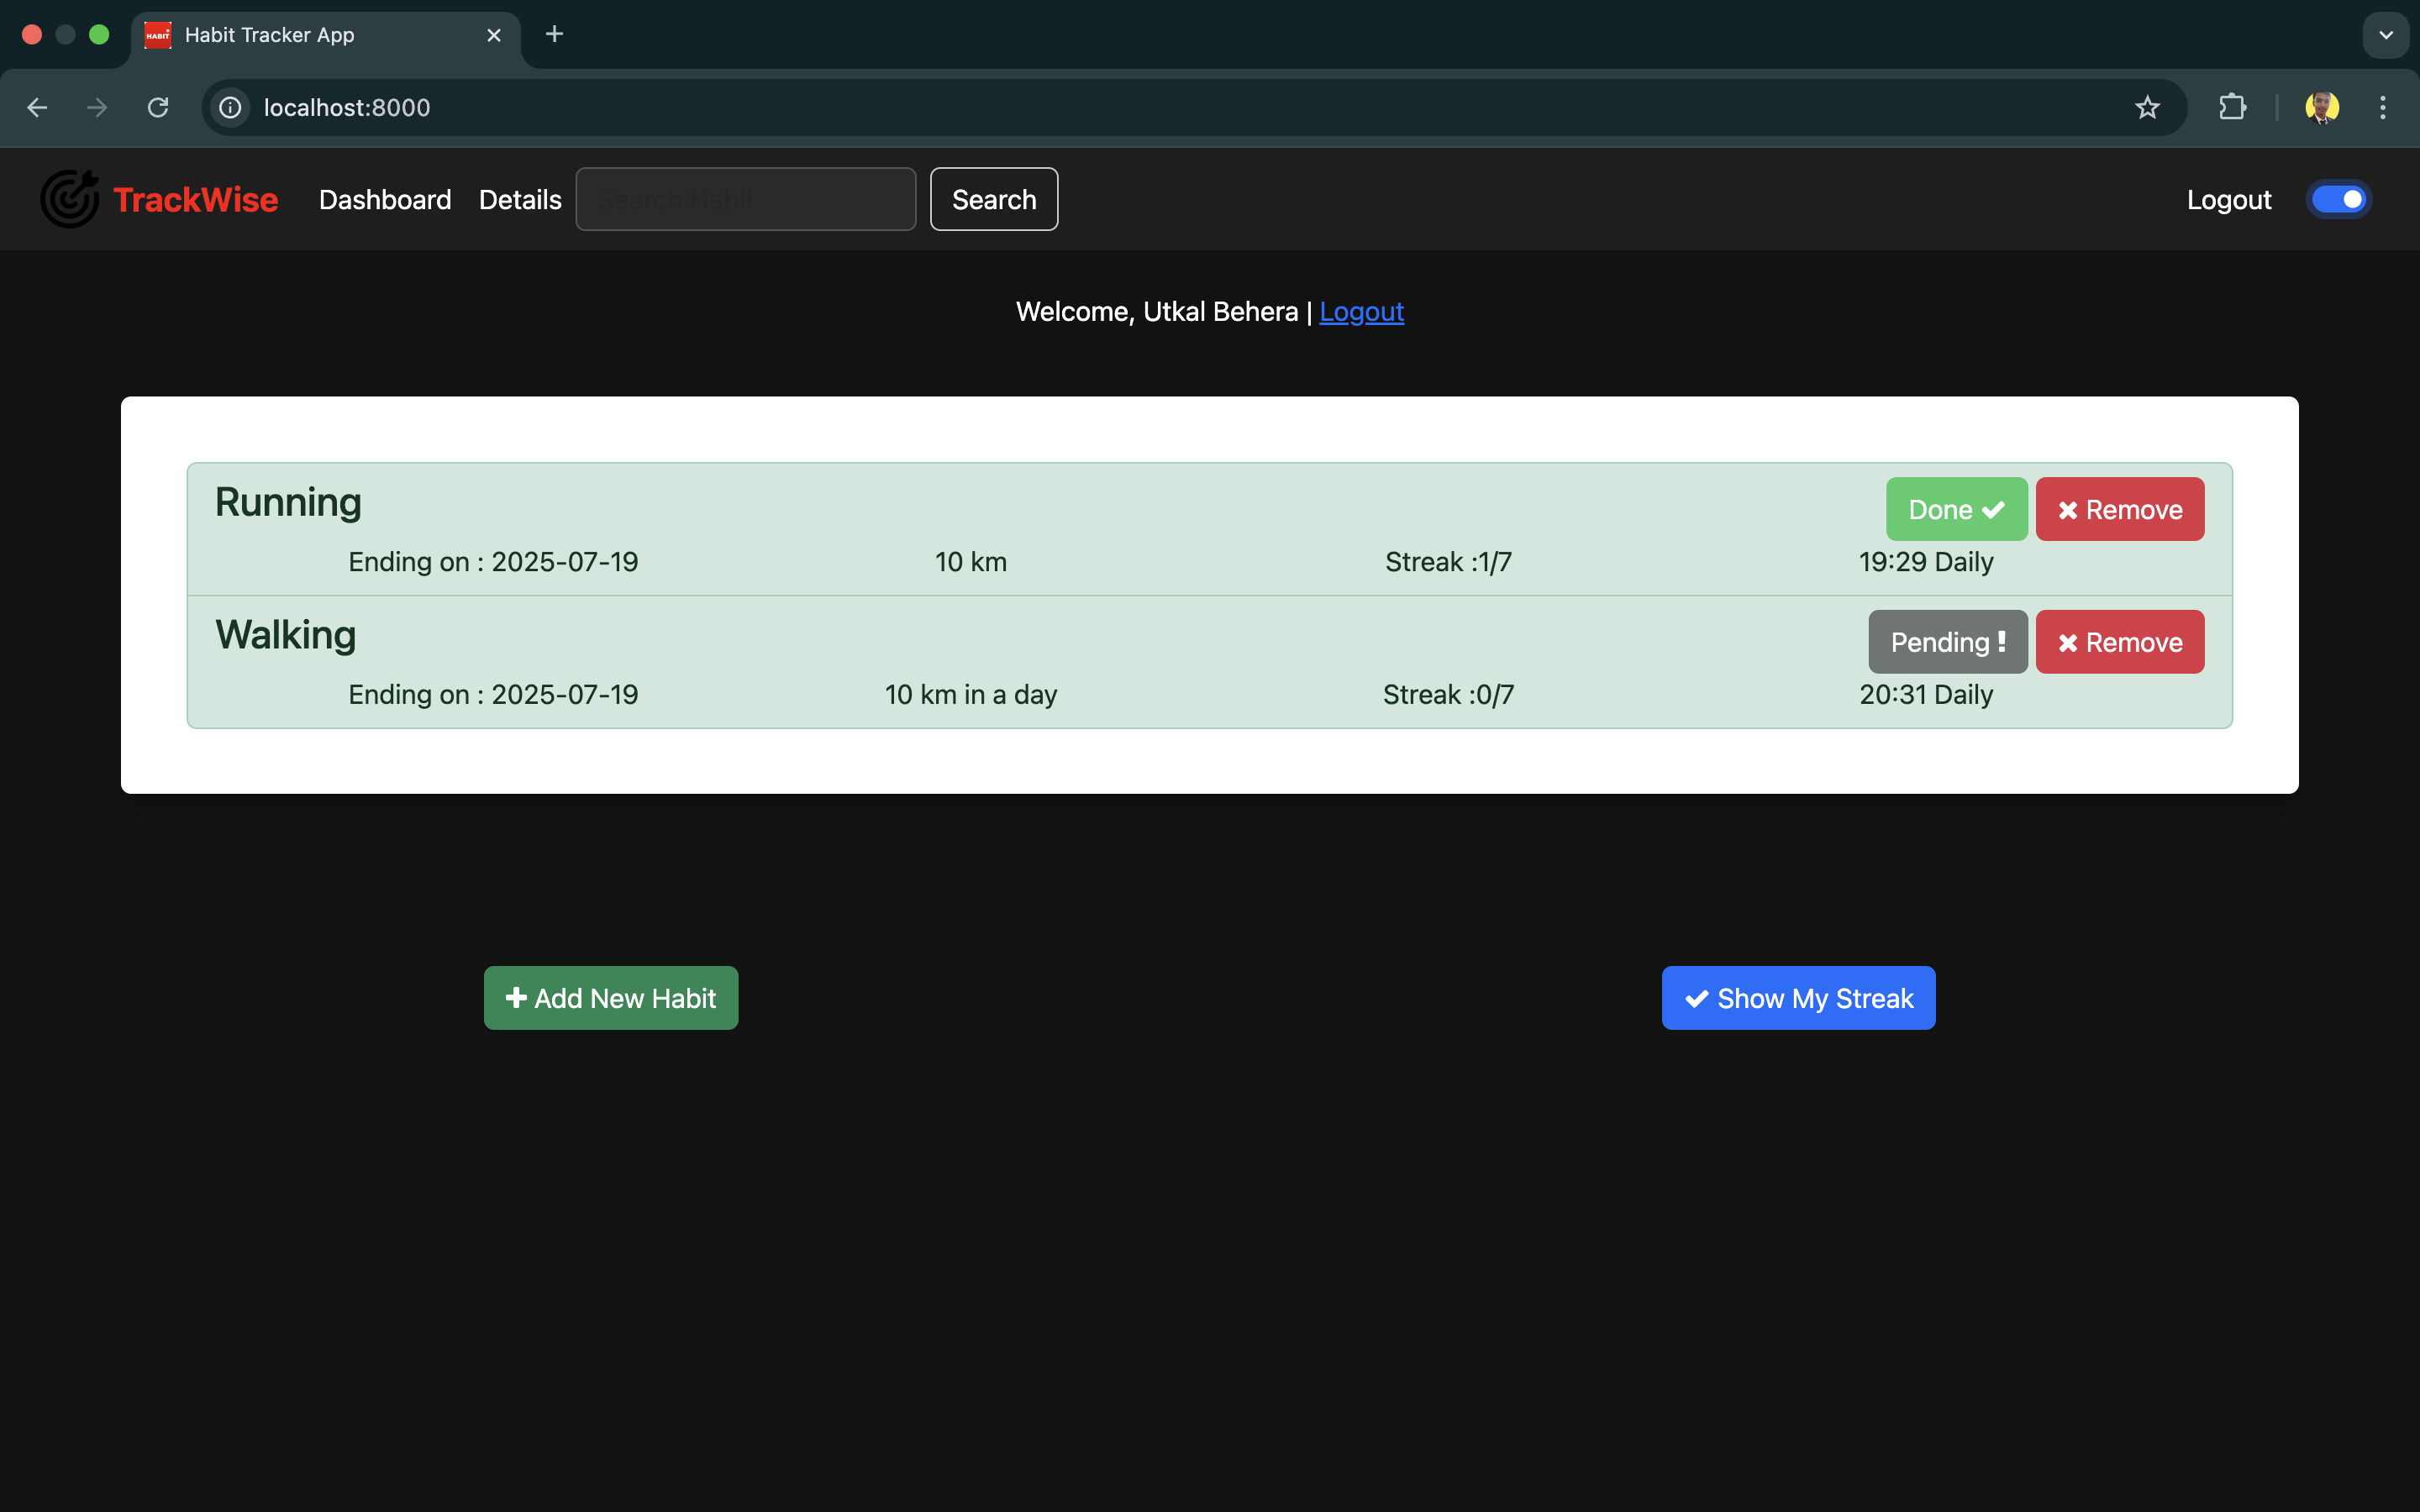 HABIT
Habit Tracker App
localhost:8000
TrackWise Dashboard Details Search Habit Search Logout
Welcome, Utkal Behera | Logout
Running Done Remove
Ending on : 2025-07-19 10 km Streak :1/7 19:29 Daily
Walking Pending ! Remove
Ending on : 2025-07-19 10 km in a day Streak :0/7 20:31 Daily
Add New Habit Show My Streak